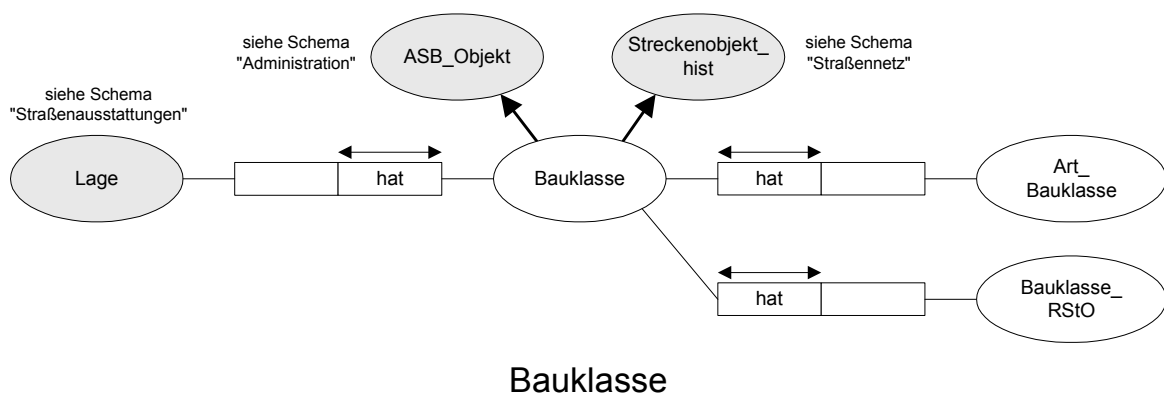 siehe Schema
"Administration"
ASB_Objekt
Streckenobjekt_
hist
siehe Schema
"Straßennetz"
siehe Schema
"Straßenausstattungen"
Lage
hat
Bauklasse
hat
Art_
Bauklasse
hat
Bauklasse_
RStO
Bauklasse